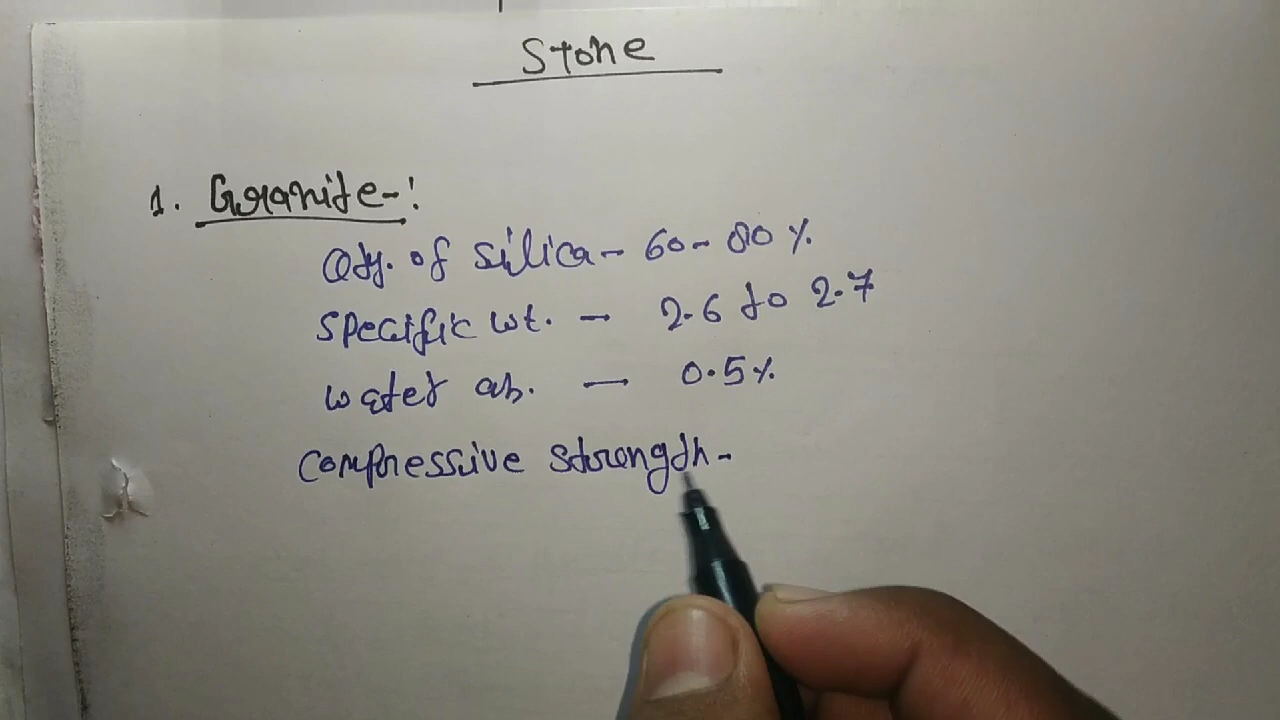 Stone
1. Granite-:
Qty. of silica - 60 - 80 %.
Specific wt. - 2.6 to 2.7
water ab. - 0.5 %.
Compressive strength -